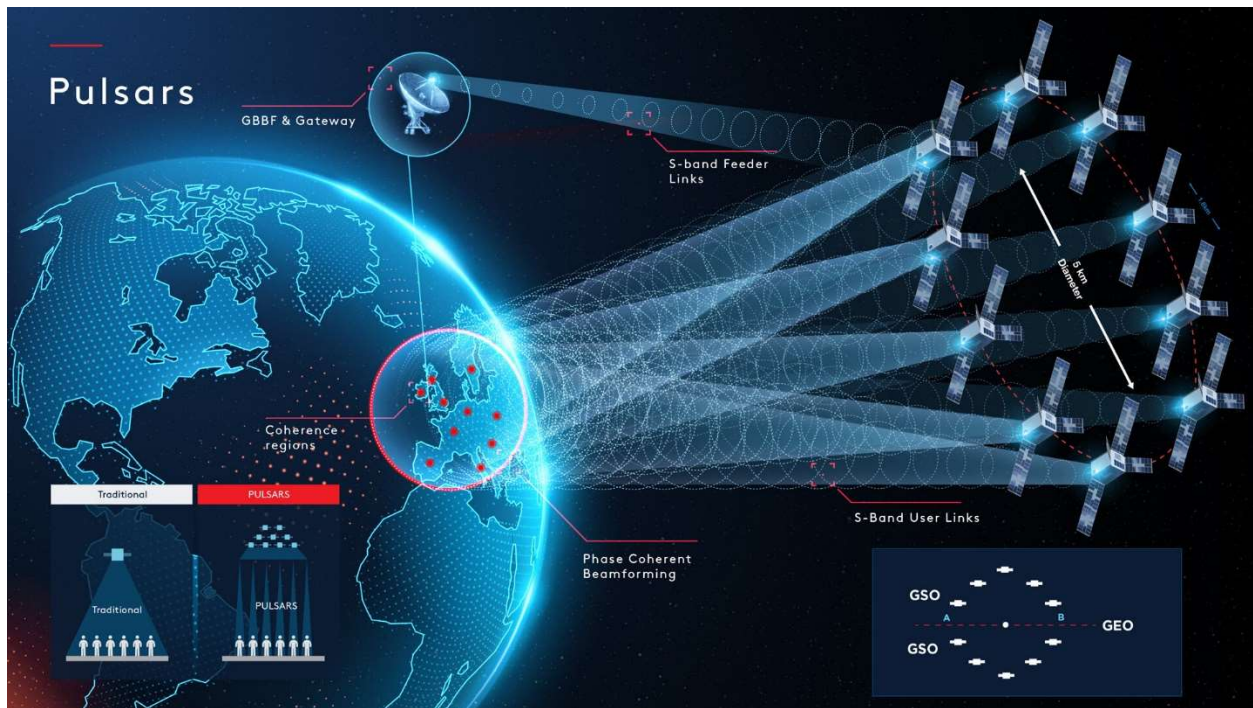 Pulsars
GBBF & Gateway
S-band Feeder
Links
5 km
Diameter
Coherence
regions
Traditional
PULSARS
Traditional
PULSARS
Phase Coherent
Beamforming
S-Band User Links
GSO
A
B
GEO
GSO